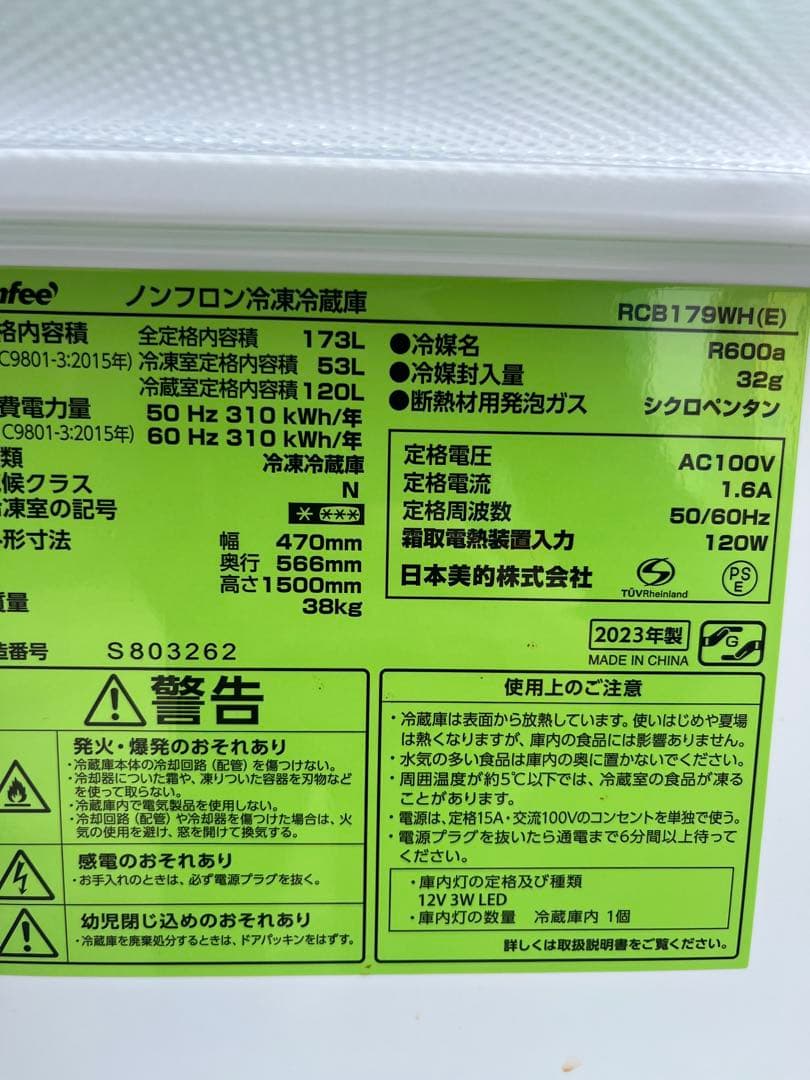 nfee ノンフロン冷凍冷蔵庫 RCB179WH(E)
格内容積 全定格内容積 173L
C9801-3:2015年) 冷凍室定格内容積 53L
冷蔵室定格内容積 120L
費電力量 50 Hz 310 kWh/年
C9801-3:2015年) 60 Hz 310 kWh/年
類 冷凍冷蔵庫
候クラス N
凍室の記号
形寸法 幅 470mm
奥行 566mm
高さ 1500mm
質量 38kg
造番号 S803262
●冷媒名 R600a
●冷媒封入量 32g
●断熱材用発泡ガス シクロペンタン
定格電圧 AC100V
定格電流 1.6A
定格周波数 50/60Hz
霜取電熱装置入力 120W
日本美的株式会社 TÜVRheinland PS E
2023年製
MADE IN CHINA G
警告
発火・爆発のおそれあり
・冷蔵庫本体の冷却回路(配管)を傷つけない。
・冷却器についた霜や、凍りついた容器を刃物など
を使って取らない。
・冷蔵庫内で電気製品を使用しない。
・冷却回路(配管)や冷却器を傷つけた場合は、火
気の使用を避け、窓を開けて換気する。
感電のおそれあり
・お手入れのときは、必ず電源プラグを抜く。
幼児閉じ込めのおそれあり
・冷蔵庫を廃棄処分するときは、ドアパッキンをはずす。
使用上のご注意
・冷蔵庫は表面から放熱しています。使いはじめや夏場
は熱くなりますが、庫内の食品には影響ありません。
・水気の多い食品は庫内の奥に置かないでください。
・周囲温度が約5℃以下では、冷蔵室の食品が凍る
ことがあります。
・電源は、定格15A・交流100Vのコンセントを単独で使う。
・電源プラグを抜いたら通電まで6分間以上待って
ください。
・庫内灯の定格及び種類
12V 3W LED
・庫内灯の数量 冷蔵庫内 1個
詳しくは取扱説明書をご覧ください。